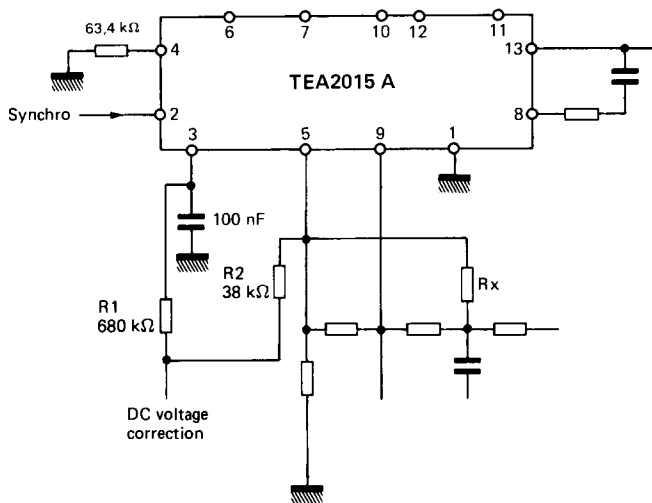 63,4 kΩ
4
6
7
10
12
11
13
TEA2015 A
Synchro
2
8
3
5
9
1
100 nF
R2
38 kΩ
Rx
R1
680 kΩ
DC voltage
correction